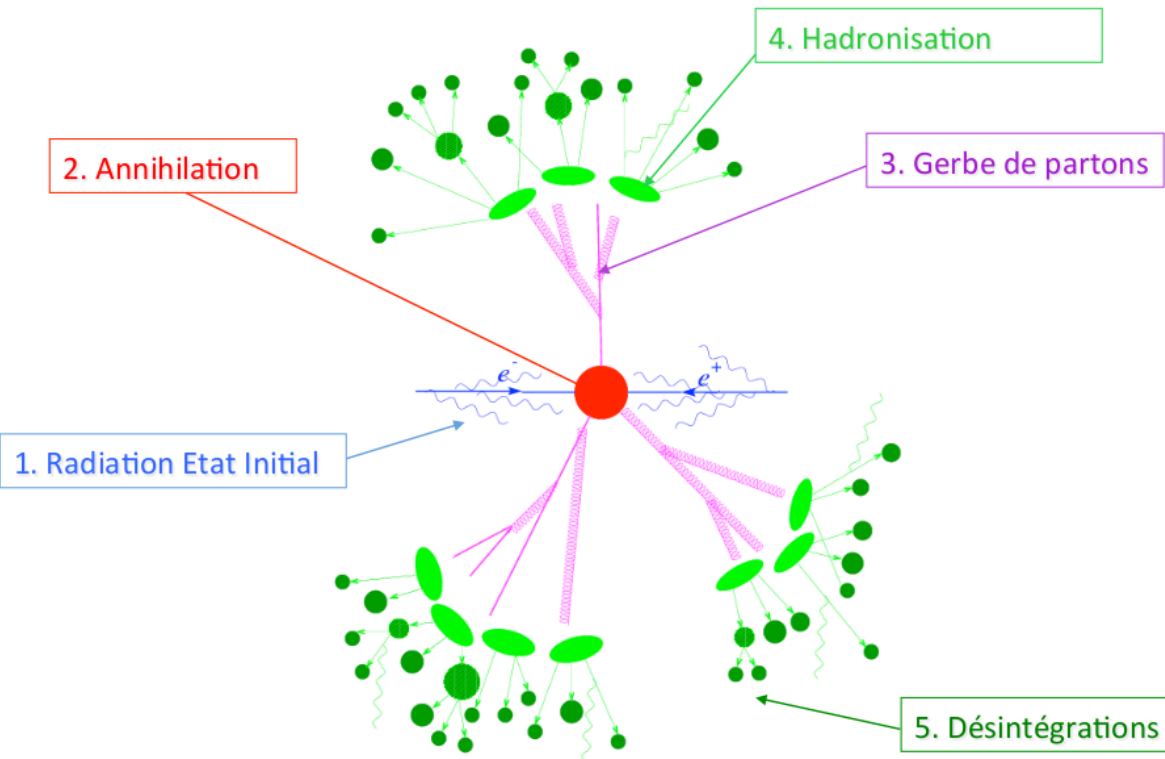 4. Hadronisation
2. Annihilation
3. Gerbe de partons
e-
e+
1. Radiation Etat Initial
5. Désintégrations